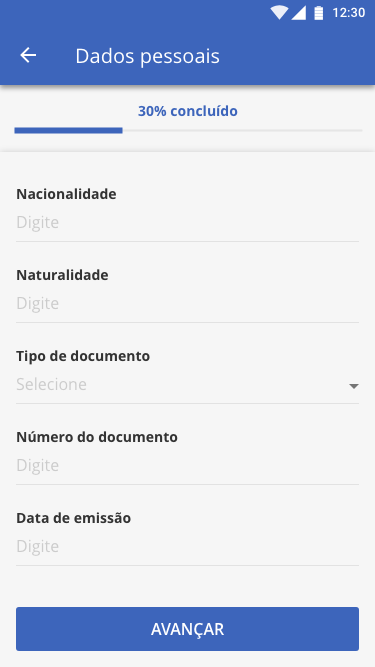 12:30
Dados pessoais
30% concluído
Nacionalidade
Digite
Naturalidade
Digite
Tipo de documento
Selecione
Número do documento
Digite
Data de emissão
Digite
AVANÇAR